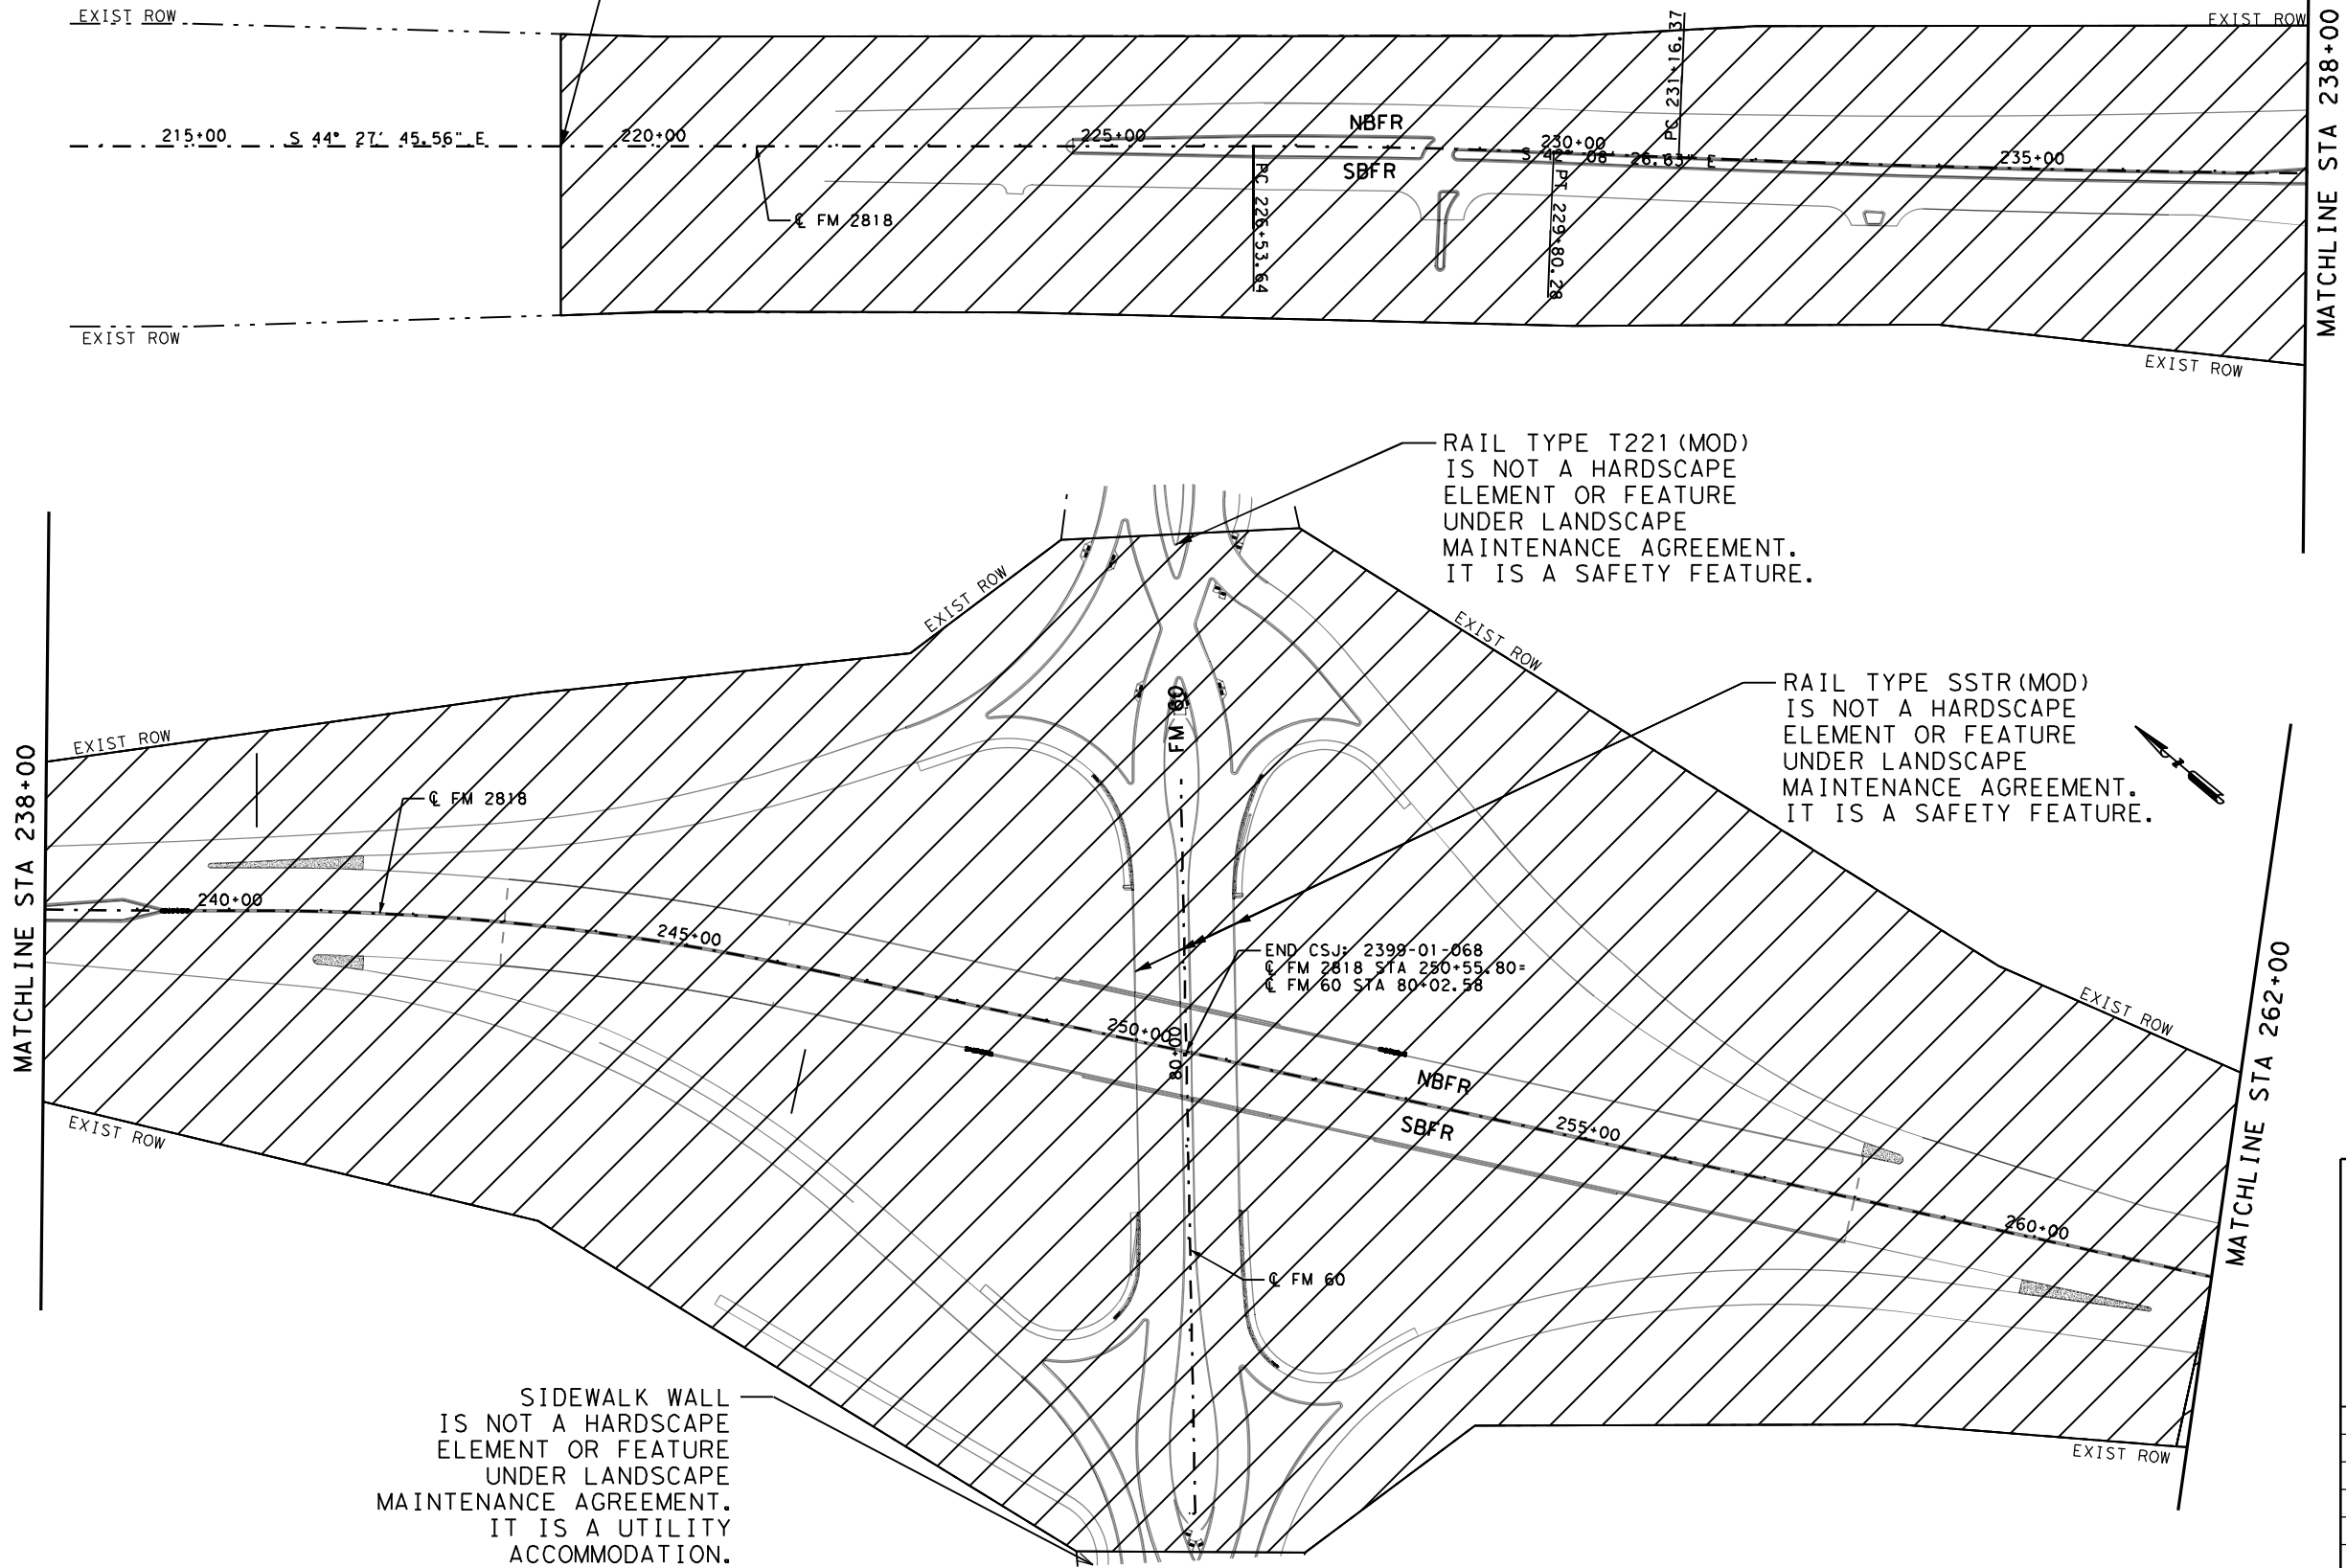 EXIST ROW
EXIST ROW
215+00
S 44° 27' 45.56" E
220+00
225+00
NBFR
SBFR
230+00
S 42° 08' 26.63" E
235+00
PC 231+16.37
PC 226+53.64
PT 229+80.28
℄ FM 2818
EXIST ROW
EXIST ROW
MATCHLINE STA 238+00
RAIL TYPE T221(MOD)
IS NOT A HARDSCAPE
ELEMENT OR FEATURE
UNDER LANDSCAPE
MAINTENANCE AGREEMENT.
IT IS A SAFETY FEATURE.
EXIST ROW
EXIST ROW
RAIL TYPE SSTR(MOD)
IS NOT A HARDSCAPE
ELEMENT OR FEATURE
UNDER LANDSCAPE
MAINTENANCE AGREEMENT.
IT IS A SAFETY FEATURE.
FM 60
EXIST ROW
MATCHLINE STA 238+00
℄ FM 2818
240+00
245+00
END CSJ: 2399-01-068
℄ FM 2818 STA 250+55.80=
℄ FM 60 STA 80+02.58
250+00
80+00
NBFR
SBFR
255+00
260+00
EXIST ROW
MATCHLINE STA 262+00
EXIST ROW
℄ FM 60
SIDEWALK WALL
IS NOT A HARDSCAPE
ELEMENT OR FEATURE
UNDER LANDSCAPE
MAINTENANCE AGREEMENT.
IT IS A UTILITY
ACCOMMODATION.
EXIST ROW